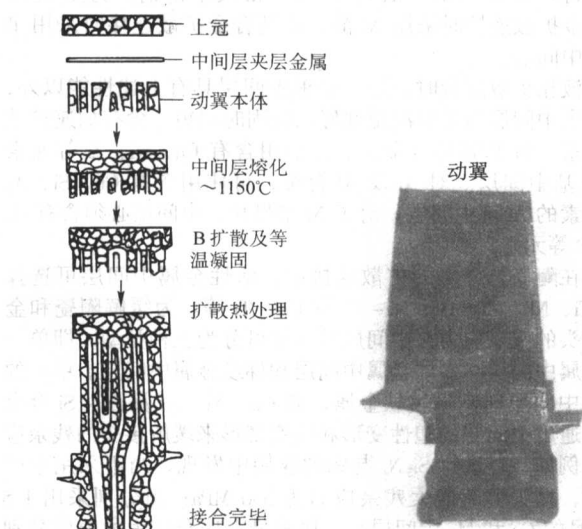 上冠
中间层夹层金属
动翼本体
中间层熔化
~1150℃
B扩散及等
温凝固
扩散热处理
接合完毕
动翼